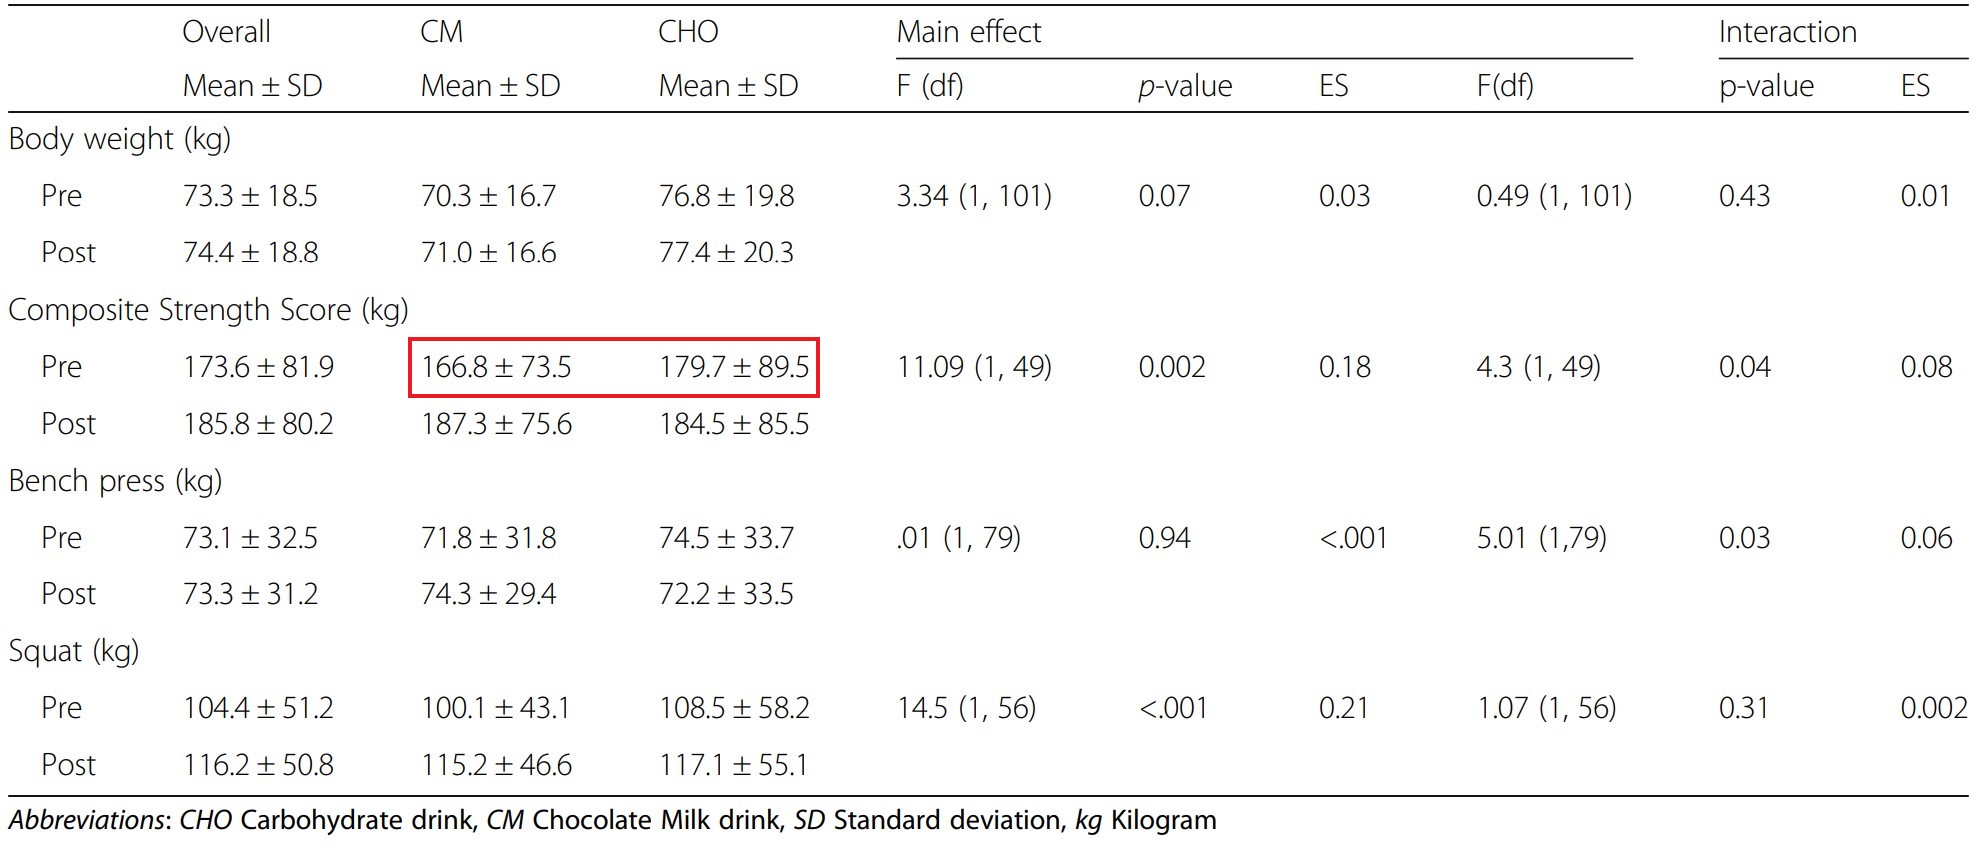 Overall CM CHO Main effect Interaction
Mean ± SD Mean ± SD Mean ± SD F (df) p-value ES F(df) p-value ES
Body weight (kg)
Pre 73.3 ± 18.5 70.3 ± 16.7 76.8 ± 19.8 3.34 (1, 101) 0.07 0.03 0.49 (1, 101) 0.43 0.01
Post 74.4 ± 18.8 71.0 ± 16.6 77.4 ± 20.3
Composite Strength Score (kg)
Pre 173.6 ± 81.9 166.8 ± 73.5 179.7 ± 89.5 11.09 (1, 49) 0.002 0.18 4.3 (1, 49) 0.04 0.08
Post 185.8 ± 80.2 187.3 ± 75.6 184.5 ± 85.5
Bench press (kg)
Pre 73.1 ± 32.5 71.8 ± 31.8 74.5 ± 33.7 .01 (1, 79) 0.94 <.001 5.01 (1,79) 0.03 0.06
Post 73.3 ± 31.2 74.3 ± 29.4 72.2 ± 33.5
Squat (kg)
Pre 104.4 ± 51.2 100.1 ± 43.1 108.5 ± 58.2 14.5 (1, 56) <.001 0.21 1.07 (1, 56) 0.31 0.002
Post 116.2 ± 50.8 115.2 ± 46.6 117.1 ± 55.1
Abbreviations: CHO Carbohydrate drink, CM Chocolate Milk drink, SD Standard deviation, kg Kilogram